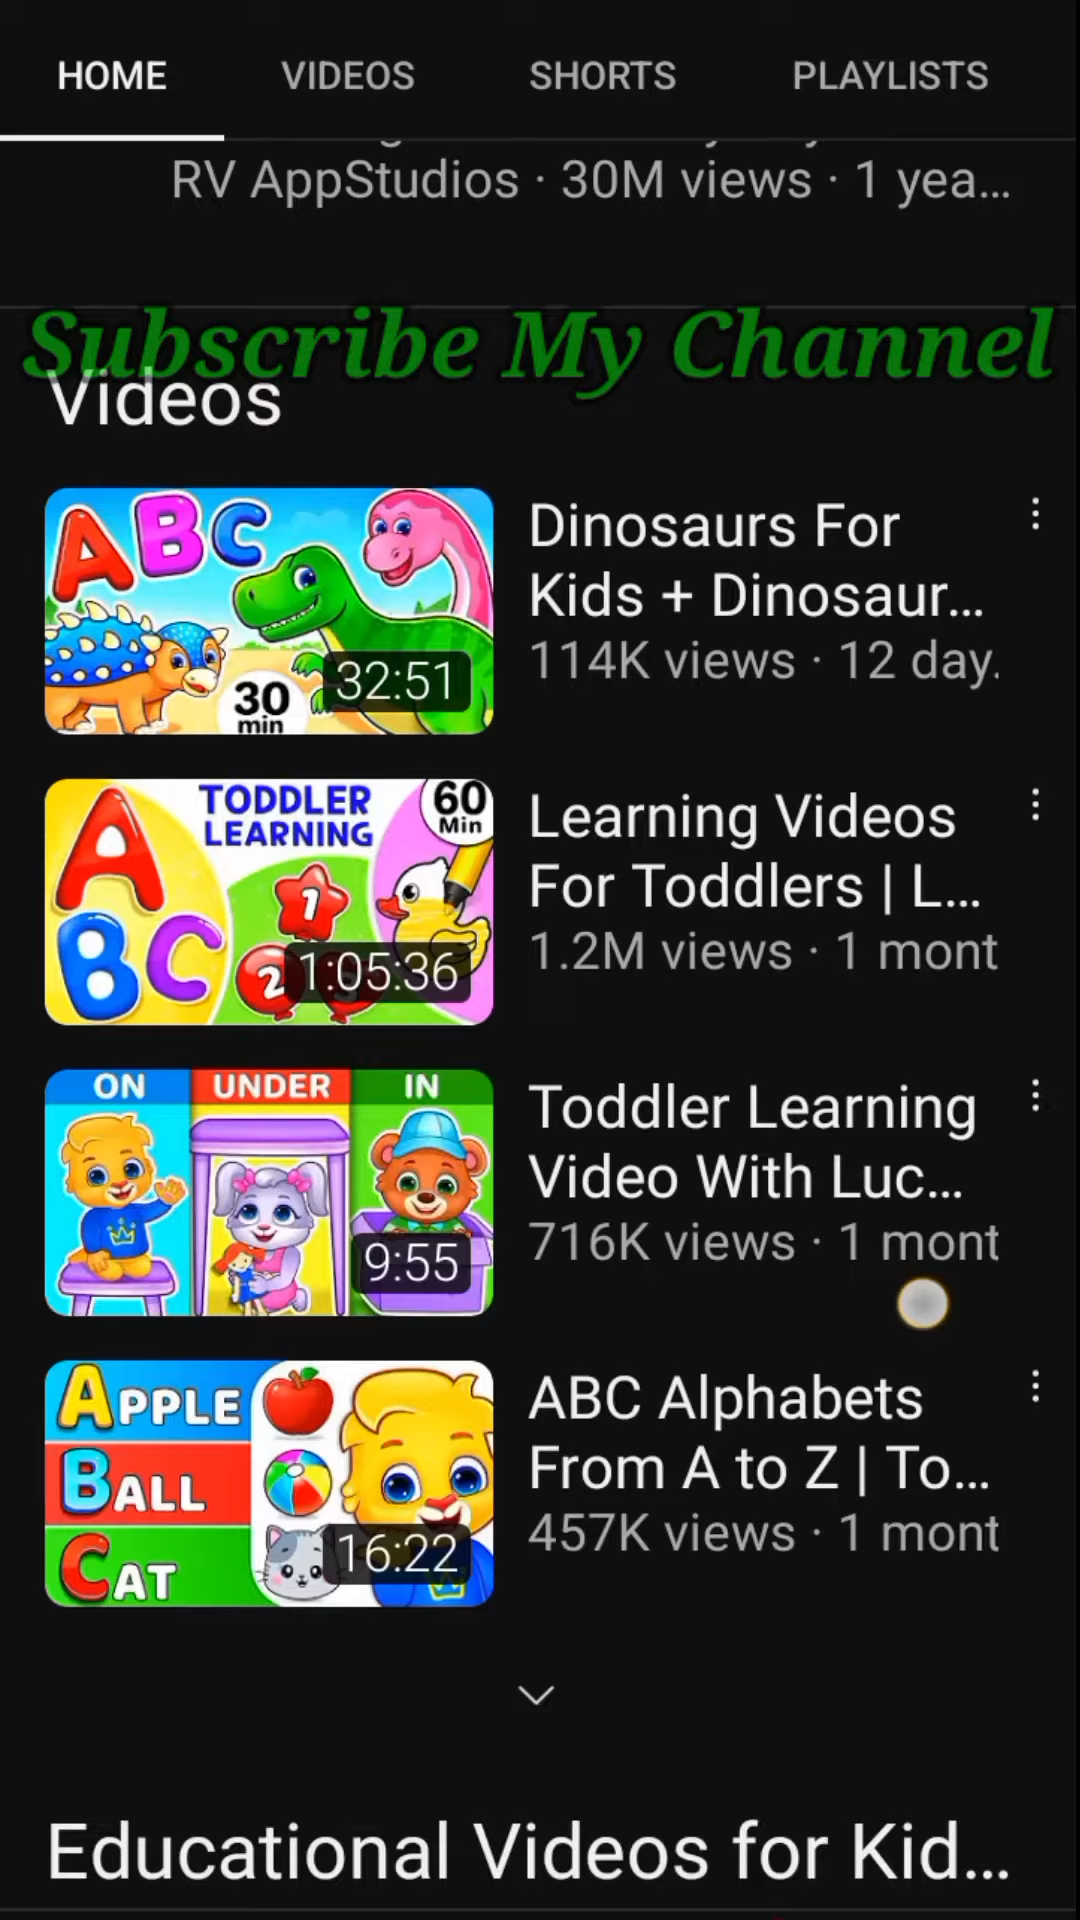 HOME VIDEOS SHORTS PLAYLISTS
RV AppStudios · 30M views · 1 yea...
Subscribe My Channel
Videos
ABC
30
min
32:51
Dinosaurs For
Kids + Dinosaur...
114K views · 12 day.
TODDLER
LEARNING
60
Min
A
BC
1
2
1:05:36
Learning Videos
For Toddlers | L...
1.2M views · 1 mont
ON UNDER IN
9:55
Toddler Learning
Video With Luc...
716K views · 1 mont
APPLE
BALL
CAT
16:22
ABC Alphabets
From A to Z | To...
457K views · 1 mont
Educational Videos for Kid...